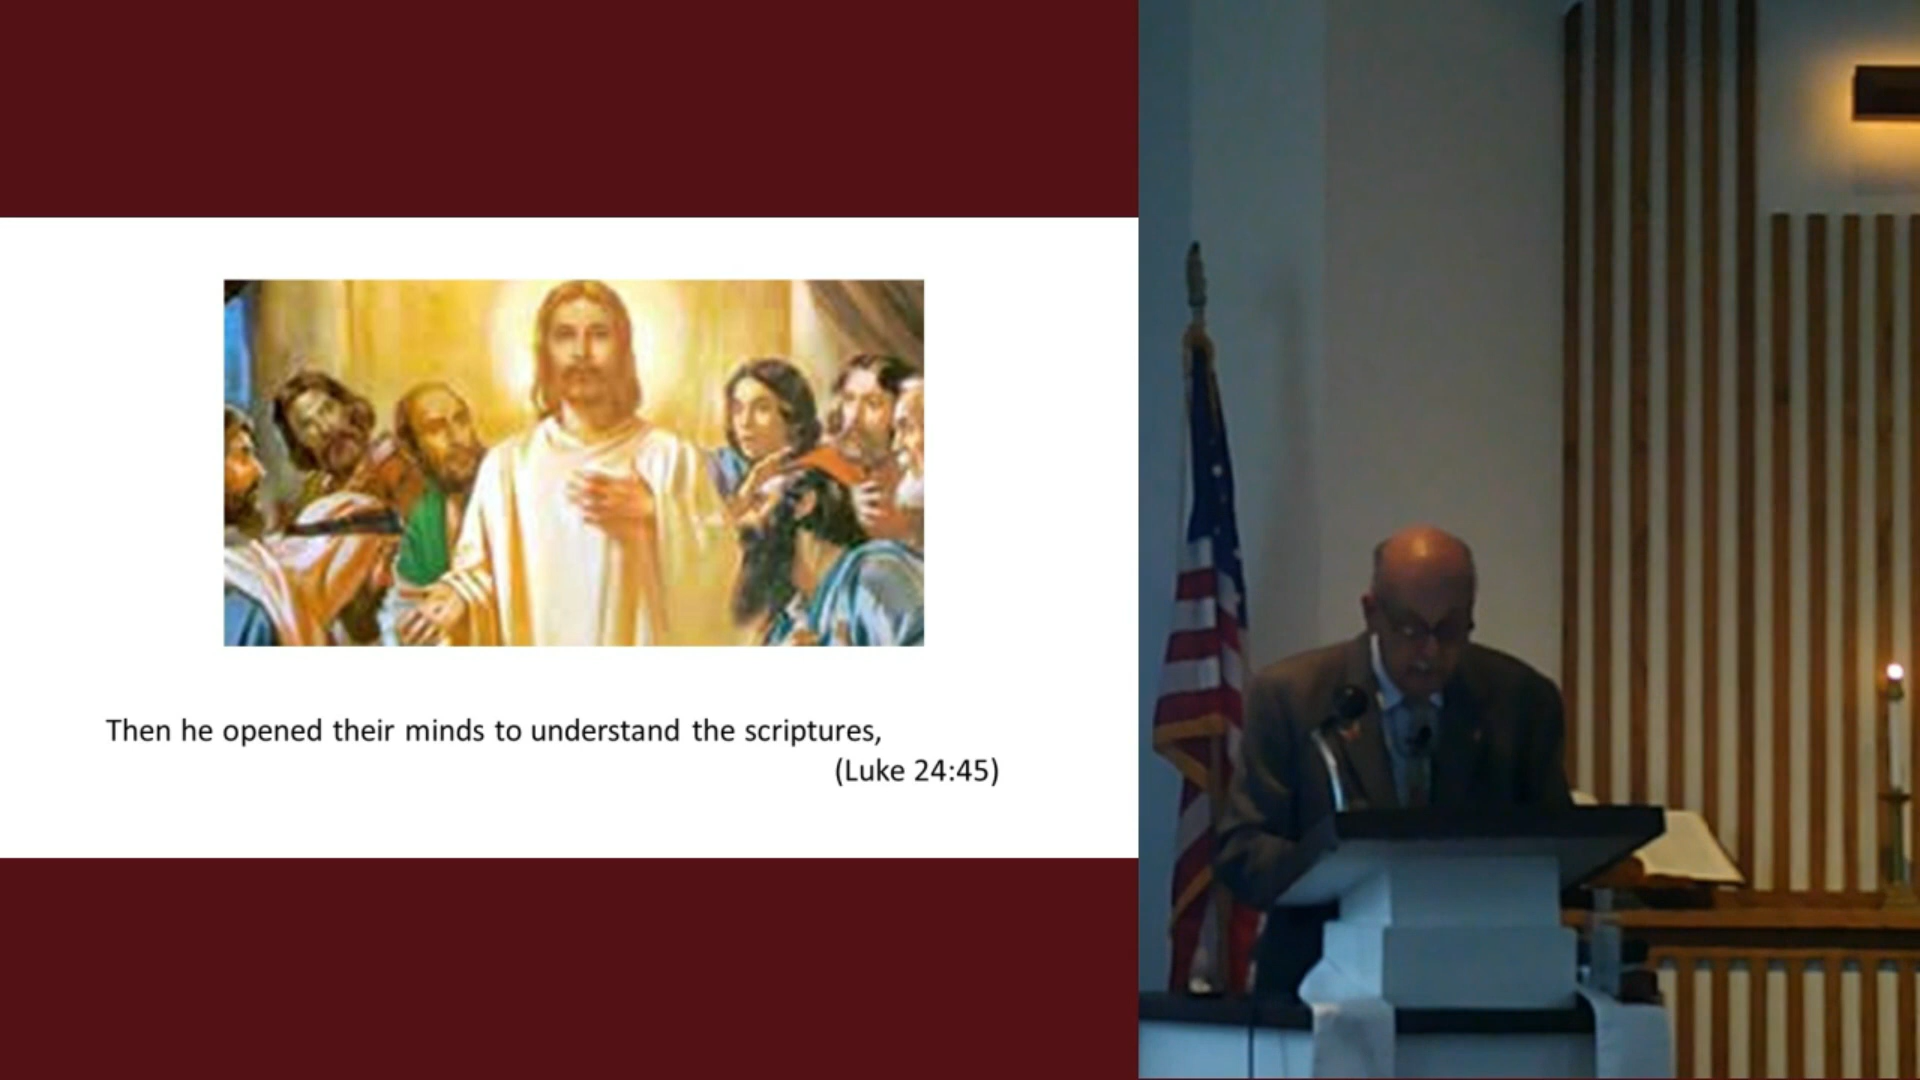 Then he opened their minds to understand the scriptures,
(Luke 24:45)